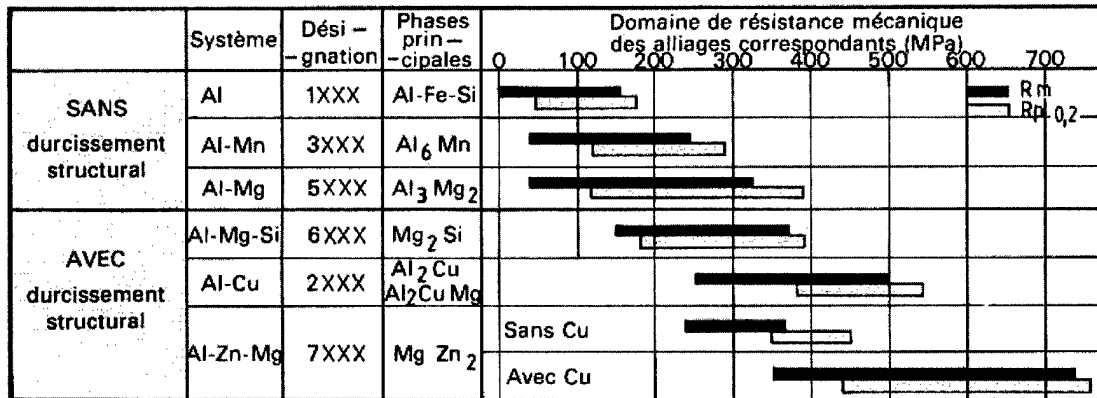 Système
Dési –
– gnation
Phases
prin –
– cipales
Domaine de résistance mécanique
des alliages correspondants (MPa)
0 100 200 300 400 500 600 700
SANS
durcissement
structural
Al 1XXX Al-Fe-Si
Rm
Rp 0,2
Al-Mn 3XXX Al6 Mn
Al-Mg 5XXX Al3 Mg2
AVEC
durcissement
structural
Al-Mg-Si 6XXX Mg2 Si
Al-Cu 2XXX Al2 Cu
Al2Cu Mg
Al-Zn-Mg 7XXX Mg Zn2
Sans Cu
Avec Cu